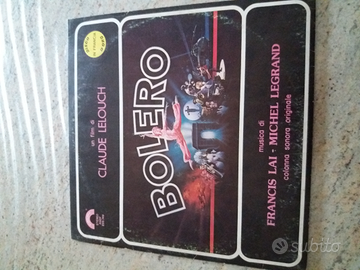 un film di
CLAUDE LELOUCH
BOLERO
musica di
FRANCIS LAI - MICHEL LEGRAND
colonna sonora originale
subito